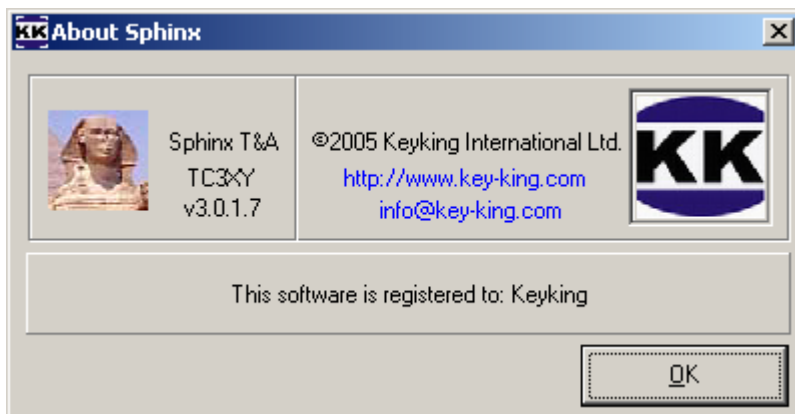 KK About Sphinx
Sphinx T&A
TC3XY
v3.0.1.7
©2005 Keyking International Ltd.
http://www.key-king.com
info@key-king.com
KK
This software is registered to: Keyking
OK